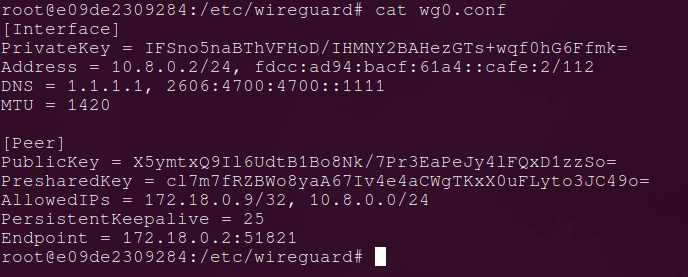 root@e09de2309284:/etc/wireguard# cat wg0.conf
[Interface]
PrivateKey = IFSno5naBThVFHoD/IHMNY2BAHezGTs+wqf0hG6Ffmk=
Address = 10.8.0.2/24, fdcc:ad94:bacf:61a4::cafe:2/112
DNS = 1.1.1.1, 2606:4700:4700::1111
MTU = 1420

[Peer]
PublicKey = X5ymtxQ9Il6UdtB1Bo8Nk/7Pr3EaPeJy4lFQxD1zzSo=
PresharedKey = cl7m7fRZBWo8yaA67Iv4e4aCWgTKxX0uFLyto3JC49o=
AllowedIPs = 172.18.0.9/32, 10.8.0.0/24
PersistentKeepalive = 25
Endpoint = 172.18.0.2:51821
root@e09de2309284:/etc/wireguard#